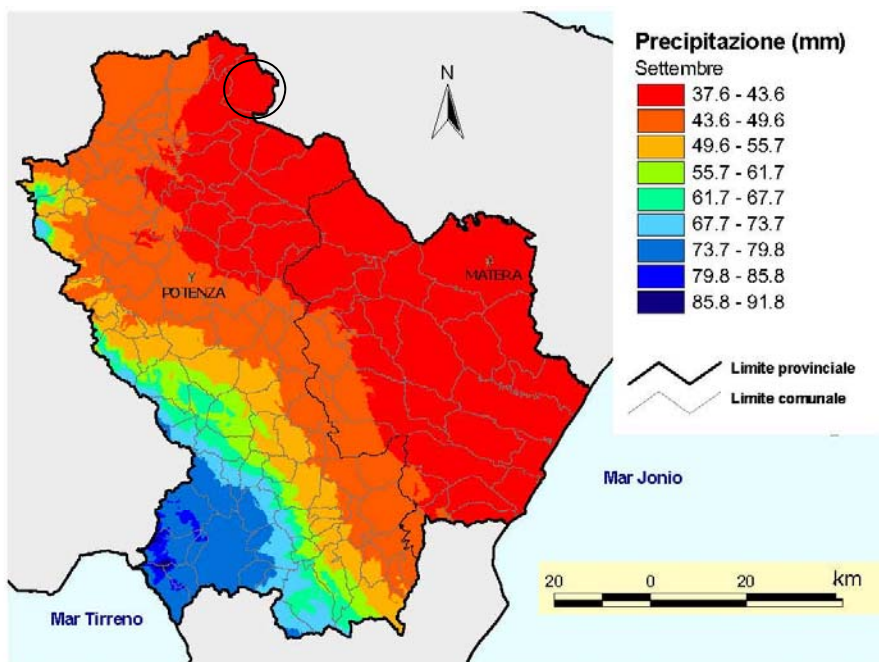 Precipitazione (mm)
Settembre
37.6 - 43.6
43.6 - 49.6
49.6 - 55.7
55.7 - 61.7
61.7 - 67.7
67.7 - 73.7
73.7 - 79.8
79.8 - 85.8
85.8 - 91.8
N
POTENZA
MATERA
Limite provinciale
Limite comunale
Mar Jonio
Mar Tirreno
20 0 20 km